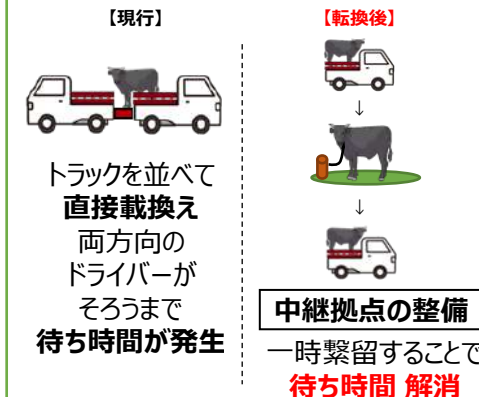 【現行】
トラックを並べて
直接載換え
両方向の
ドライバーが
そろうまで
待ち時間が発生
【転換後】
↓
↓
中継拠点の整備
一時繋留することで
待ち時間 解消